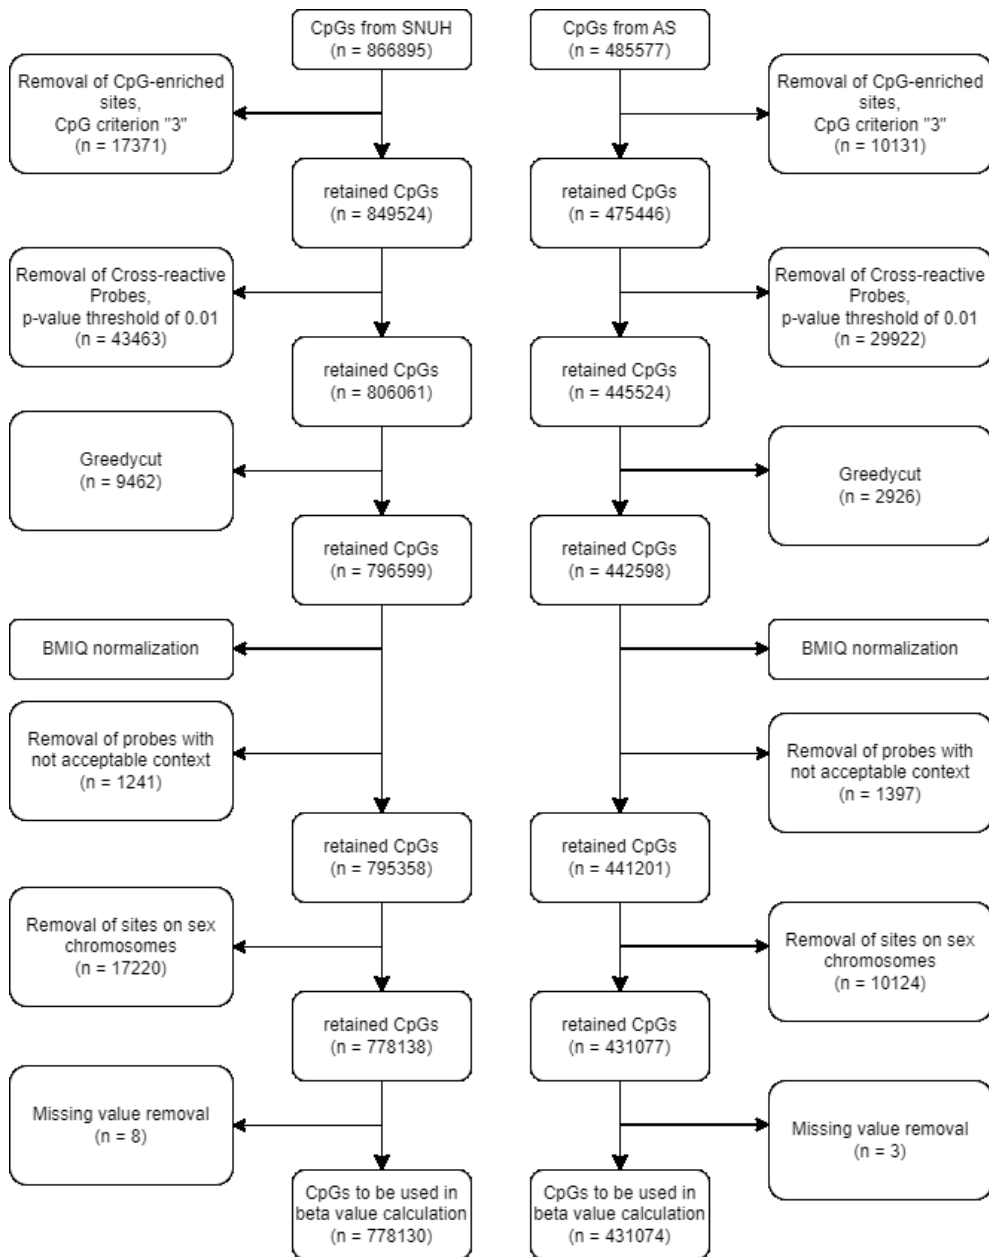 CpGs from SNUH
(n = 866895)
CpGs from AS
(n = 485577)
Removal of CpG-enriched
sites,
CpG criterion "3"
(n = 17371)
Removal of CpG-enriched
sites,
CpG criterion "3"
(n = 10131)
retained CpGs
(n = 849524)
retained CpGs
(n = 475446)
Removal of Cross-reactive
Probes,
p-value threshold of 0.01
(n = 43463)
Removal of Cross-reactive
Probes,
p-value threshold of 0.01
(n = 29922)
retained CpGs
(n = 806061)
retained CpGs
(n = 445524)
Greedycut
(n = 9462)
Greedycut
(n = 2926)
retained CpGs
(n = 796599)
retained CpGs
(n = 442598)
BMIQ normalization
BMIQ normalization
Removal of probes with
not acceptable context
(n = 1241)
Removal of probes with
not acceptable context
(n = 1397)
retained CpGs
(n = 795358)
retained CpGs
(n = 441201)
Removal of sites on sex
chromosomes
(n = 17220)
Removal of sites on sex
chromosomes
(n = 10124)
retained CpGs
(n = 778138)
retained CpGs
(n = 431077)
Missing value removal
(n = 8)
Missing value removal
(n = 3)
CpGs to be used in
beta value calculation
(n = 778130)
CpGs to be used in
beta value calculation
(n = 431074)